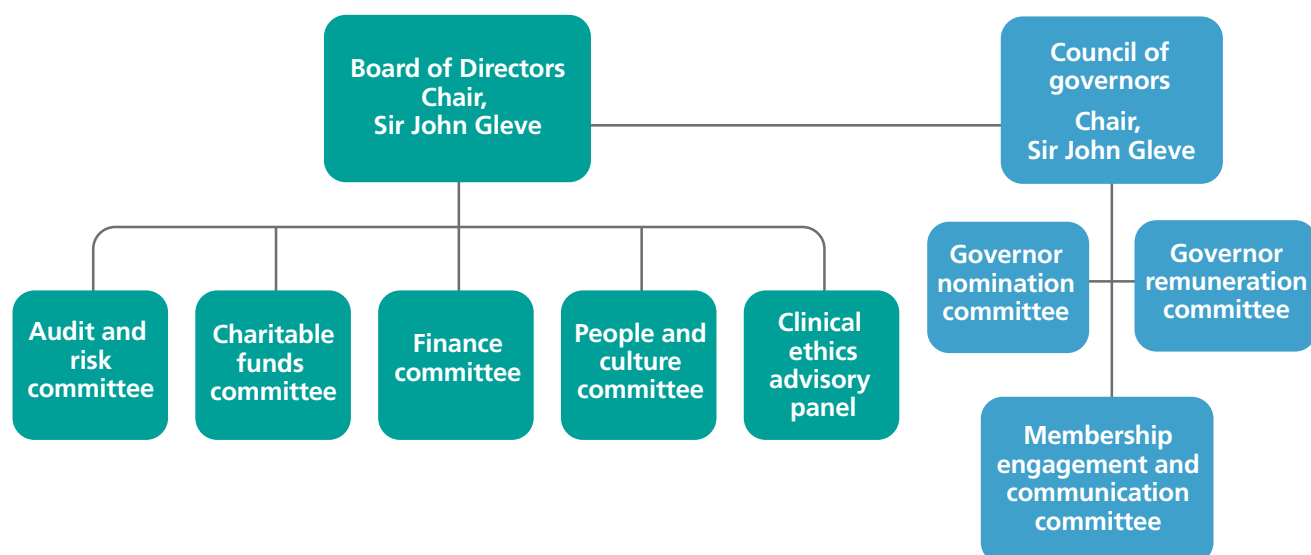 Board of Directors
Chair,
Sir John Gleve
Council of
governors
Chair,
Sir John Gleve
Governor
nomination
committee
Governor
remuneration
committee
Audit and
risk
committee
Charitable
funds
committee
Finance
committee
People and
culture
committee
Clinical
ethics
advisory
panel
Membership
engagement and
communication
committee